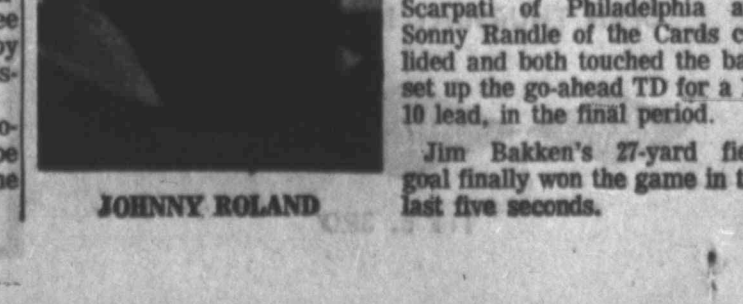 JOHNNY ROLAND
Scarpati of Philadelphia
Sonny Randle of the Cards
lided and both touched the
set up the go-ahead TD for a
10 lead, in the final period.
Jim Bakken's 27-yard
goal finally won the game in
last five seconds.